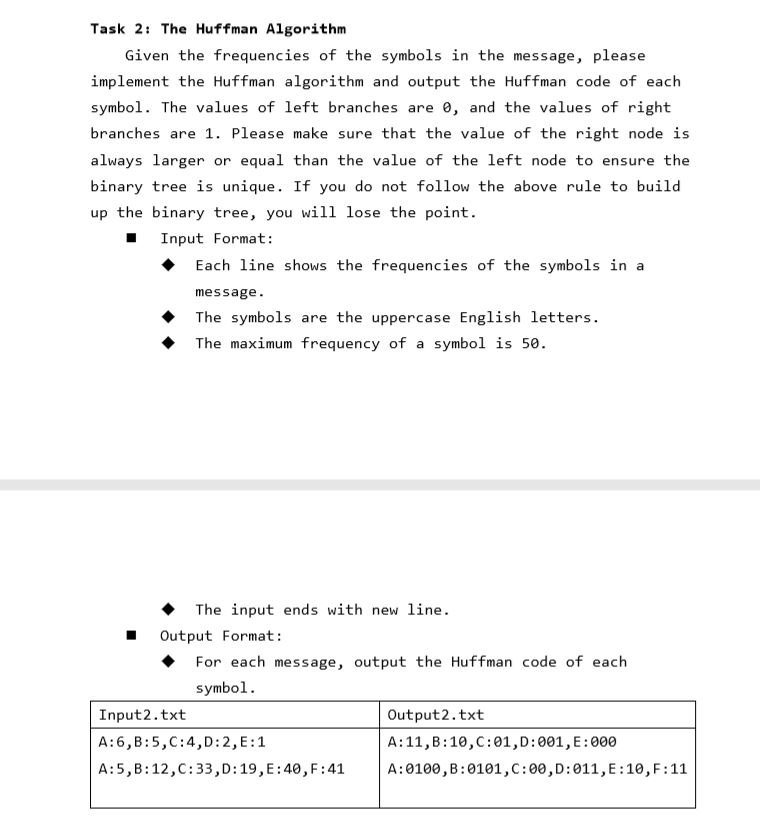 Task 2: The Huffman Algorithm
Given the frequencies of the symbols in the message, please
implement the Huffman algorithm and output the Huffman code of each
symbol. The values of left branches are 0, and the values of right
branches are 1. Please make sure that the value of the right node is
always larger or equal than the value of the left node to ensure the
binary tree is unique. If you do not follow the above rule to build
up the binary tree, you will lose the point.
■ Input Format:
◆ Each line shows the frequencies of the symbols in a
message.
◆ The symbols are the uppercase English letters.
◆ The maximum frequency of a symbol is 50.
◆ The input ends with new line.
■ Output Format:
◆ For each message, output the Huffman code of each
symbol.
Input2.txt Output2.txt
A:6,B:5,C:4,D:2,E:1 A:11,B:10,C:01,D:001,E:000
A:5,B:12,C:33,D:19,E:40,F:41 A:0100,B:0101,C:00,D:011,E:10,F:11